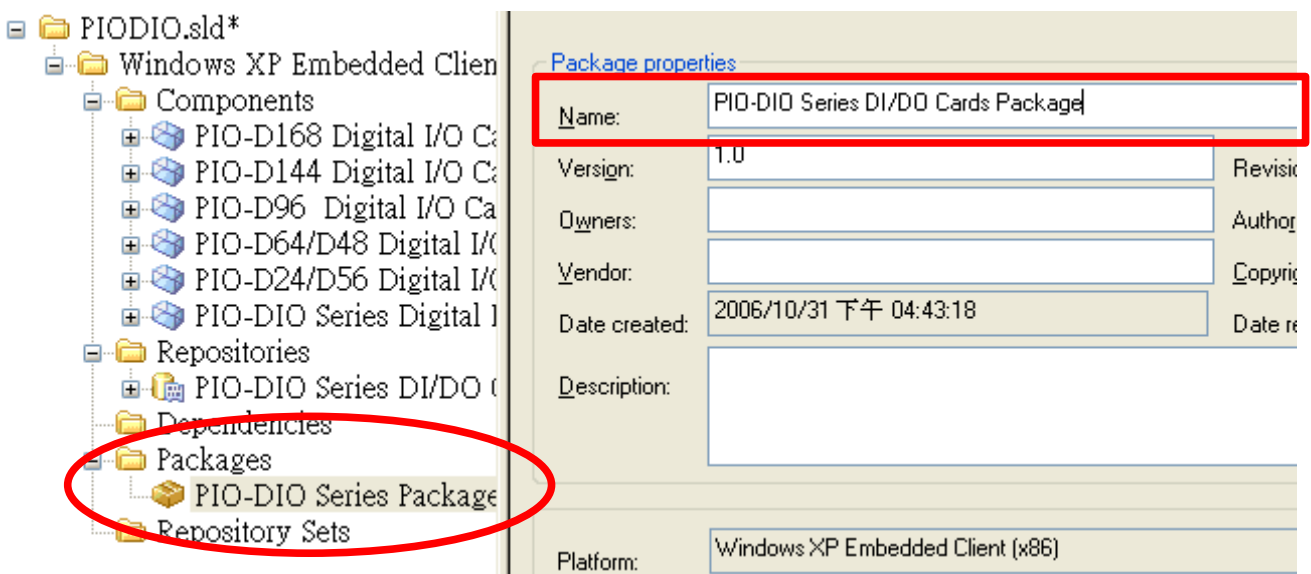 PIODIO.sld*
Windows XP Embedded Clien
Components
PIO-D168 Digital I/O Ca
PIO-D144 Digital I/O Ca
PIO-D96  Digital I/O Ca
PIO-D64/D48 Digital I/(
PIO-D24/D56 Digital I/(
PIO-DIO Series Digital I
Repositories
PIO-DIO Series DI/DO (
Dependencies
Packages
PIO-DIO Series Package
Repository Sets
Package properties
Name: PIO-DIO Series DI/DO Cards Package
Version: 1.0 Revisio
Owners: Author
Vendor: Copyrig
Date created: 2006/10/31 下午 04:43:18 Date re
Description:
Platform: Windows XP Embedded Client (x86)